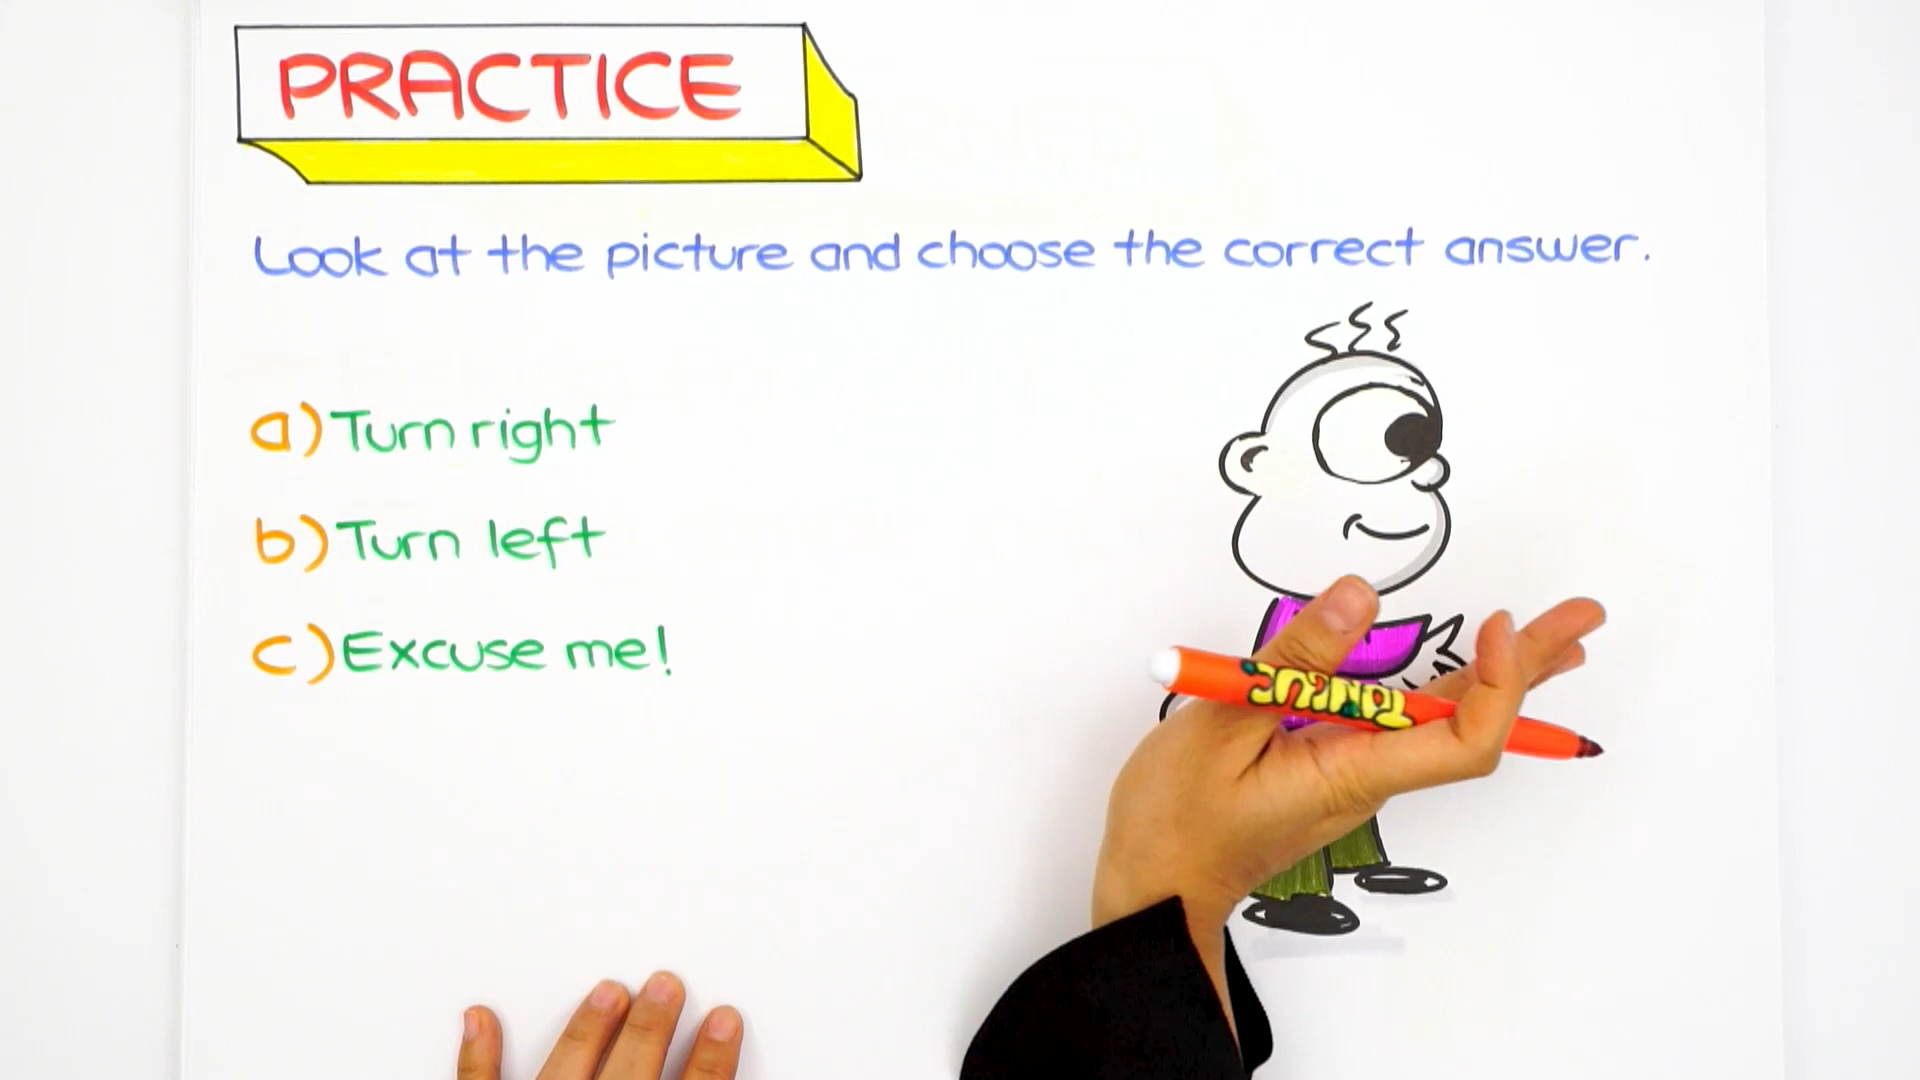 PRACTICE
Look at the picture and choose the correct answer.
a) Turn right
b) Turn left
c) Excuse me!